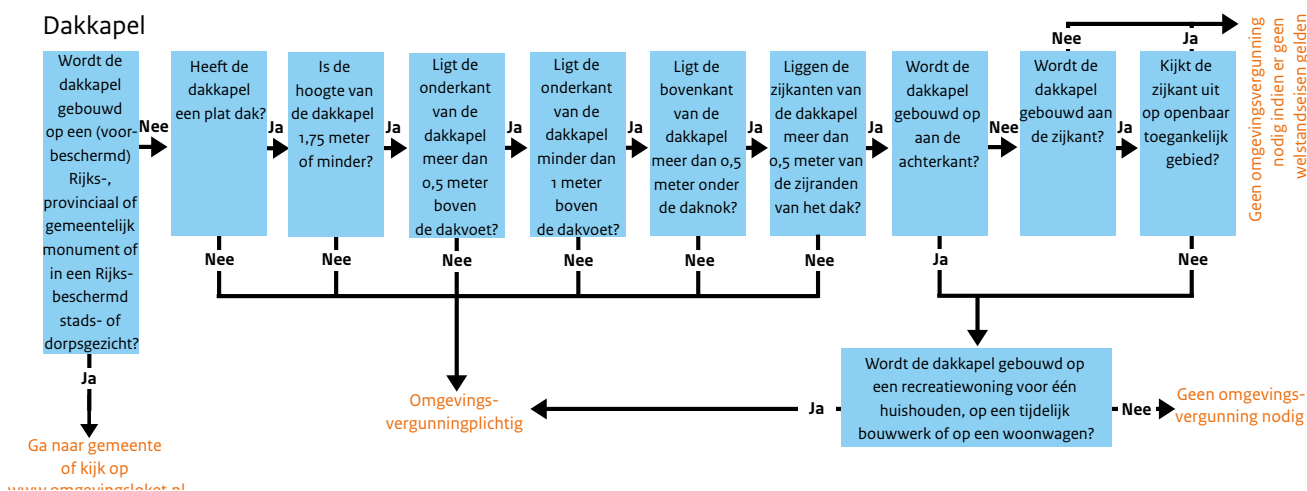 Dakkapel
Wordt de
dakkapel
gebouwd
op een (voor-
beschermd)
Rijks-,
provinciaal of
gemeentelijk
monument of
in een Rijks-
beschermd
stads- of
dorpsgezicht?
Nee
Ja
Ga naar gemeente
of kijk op
www.omgevingsloket.nl
Heeft de
dakkapel
een plat dak?
Ja
Nee
Is de
hoogte van
de dakkapel
1,75 meter
of minder?
Ja
Nee
Ligt de
onderkant
van de
dakkapel
meer dan
0,5 meter
boven
de dakvoet?
Ja
Nee
Ligt de
onderkant
van de
dakkapel
minder dan
1 meter
boven
de dakvoet?
Ja
Nee
Ligt de
bovenkant
van de
dakkapel
meer dan 0,5
meter onder
de daknok?
Ja
Nee
Liggen de
zijkanten van
de dakkapel
meer dan
0,5 meter van
de zijranden
van het dak?
Ja
Nee
Wordt de
dakkapel
gebouwd op
aan de
achterkant?
Nee
Ja
Wordt de
dakkapel
gebouwd aan
de zijkant?
Nee
Ja
Kijkt de
zijkant uit
op openbaar
toegankelijk
gebied?
Ja
Nee
Geen omgevingsvergunning
nodig indien er geen
welstandseisen gelden
Omgevings-
vergunningplichtig
Ja
Wordt de dakkapel gebouwd op
een recreatiewoning voor één
huishouden, op een tijdelijk
bouwwerk of op een woonwagen?
Nee
Geen omgevings-
vergunning nodig